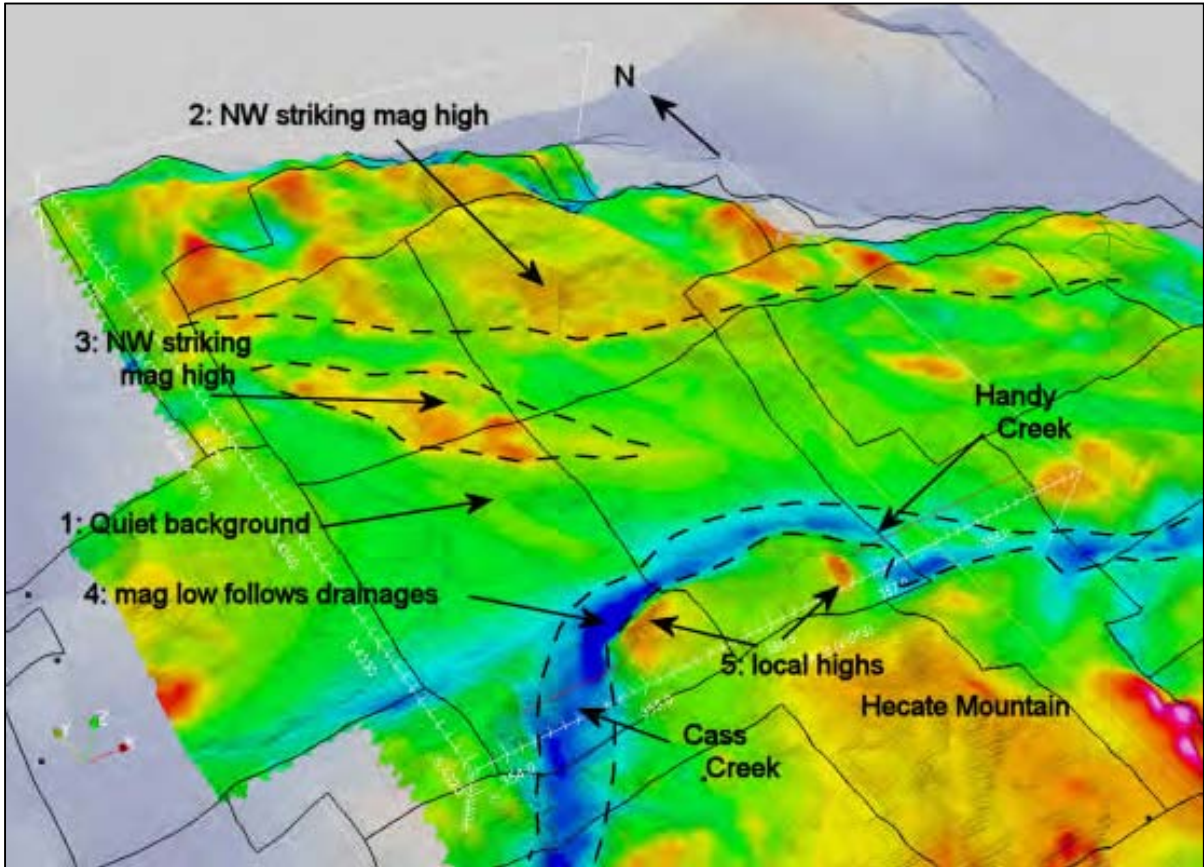 N
2: NW striking mag high
3: NW striking
mag high
Handy
Creek
1: Quiet background
4: mag low follows drainages
5: local highs
Hecate Mountain
Cass
Creek
Z
Y
X